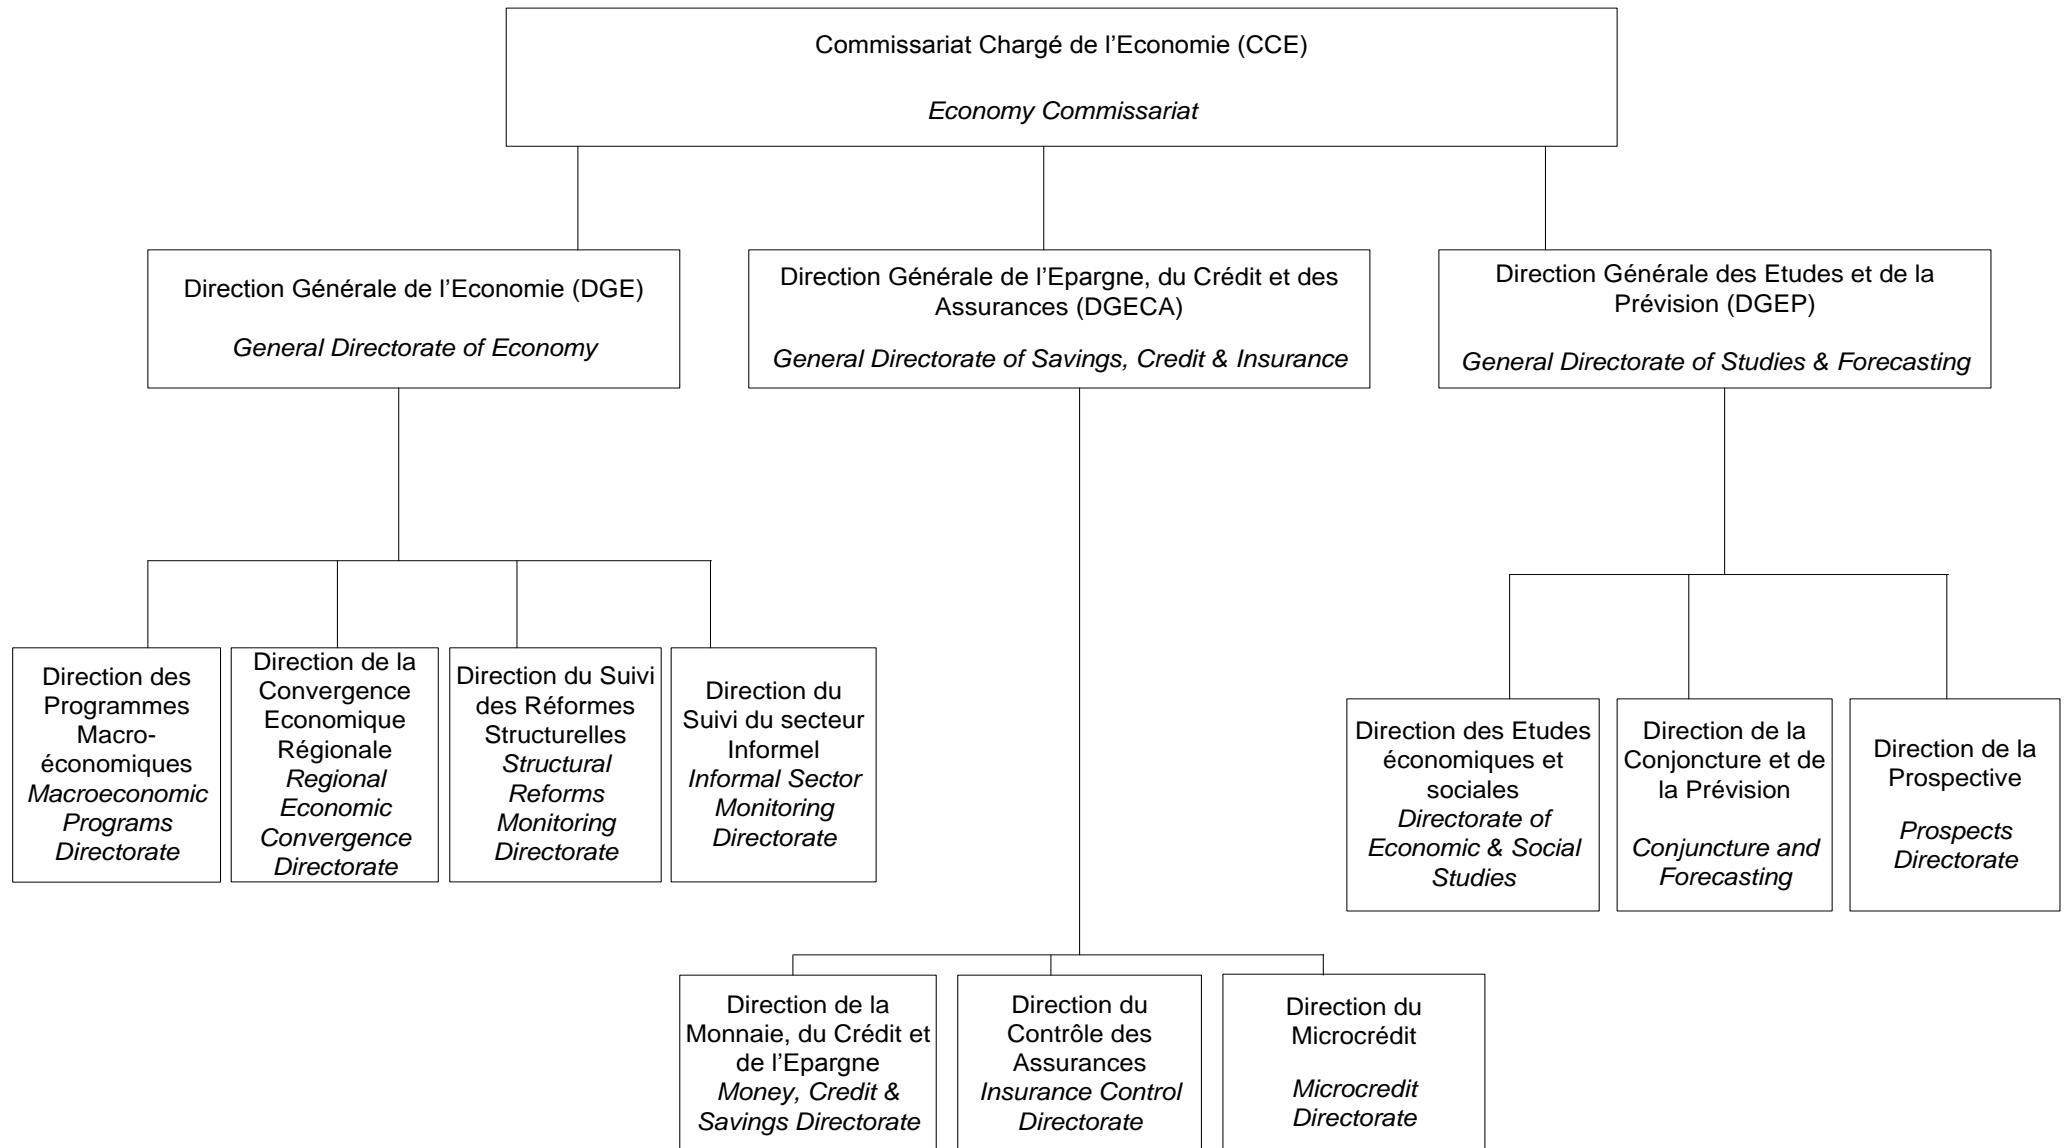 Commissariat Chargé de l’Economie (CCE)
Economy Commissariat
Direction Générale de l’Economie (DGE)
General Directorate of Economy
Direction Générale de l’Epargne, du Crédit et des
Assurances (DGECA)
General Directorate of Savings, Credit & Insurance
Direction Générale des Etudes et de la
Prévision (DGEP)
General Directorate of Studies & Forecasting
Direction des
Programmes
Macro-
économiques
Macroeconomic
Programs
Directorate
Direction de la
Convergence
Economique
Régionale
Regional
Economic
Convergence
Directorate
Direction du Suivi
des Réformes
Structurelles
Structural
Reforms
Monitoring
Directorate
Direction du
Suivi du secteur
Informel
Informal Sector
Monitoring
Directorate
Direction des Etudes
économiques et
sociales
Directorate of
Economic & Social
Studies
Direction de la
Conjoncture et de
la Prévision
Conjuncture and
Forecasting
Direction de la
Prospective
Prospects
Directorate
Direction de la
Monnaie, du Crédit et
de l’Epargne
Money, Credit &
Savings Directorate
Direction du
Contrôle des
Assurances
Insurance Control
Directorate
Direction du
Microcrédit
Microcredit
Directorate